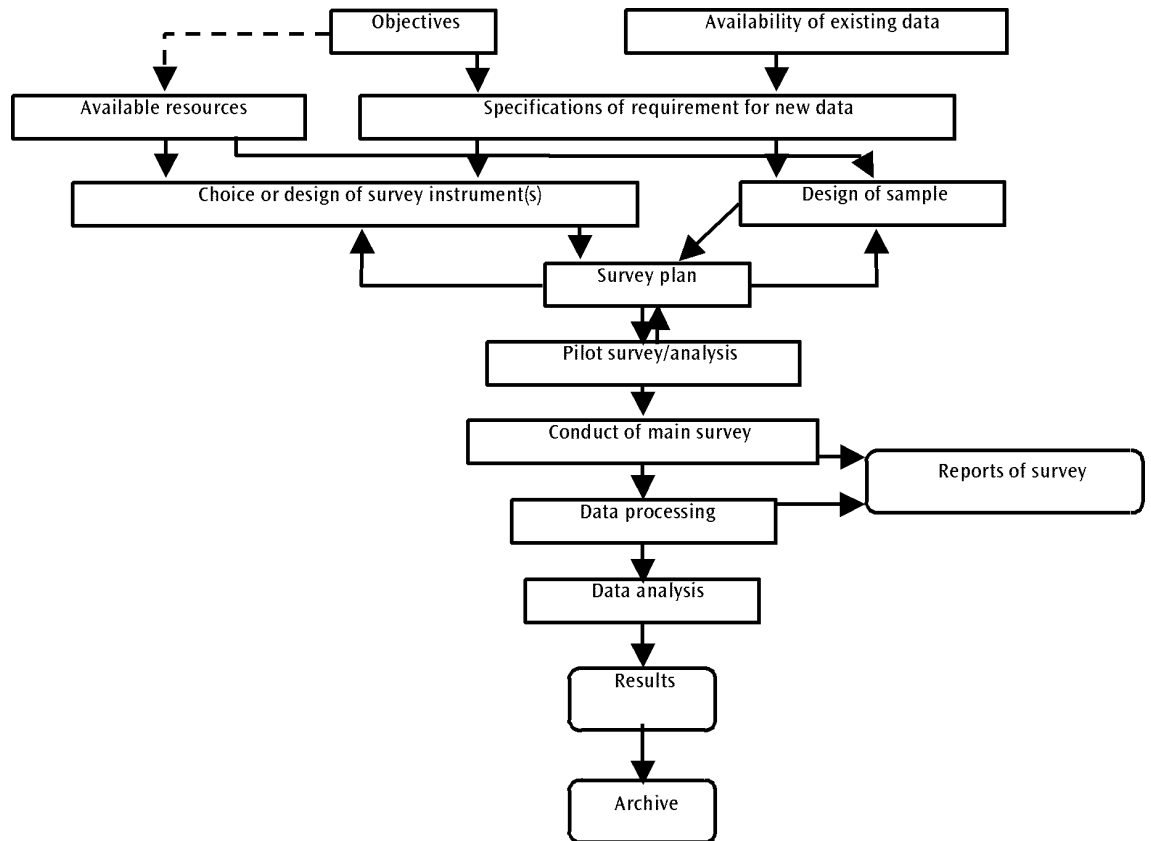 Objectives
Availability of existing data
Available resources
Specifications of requirement for new data
Choice or design of survey instrument(s)
Design of sample
Survey plan
Pilot survey/analysis
Conduct of main survey
Reports of survey
Data processing
Data analysis
Results
Archive